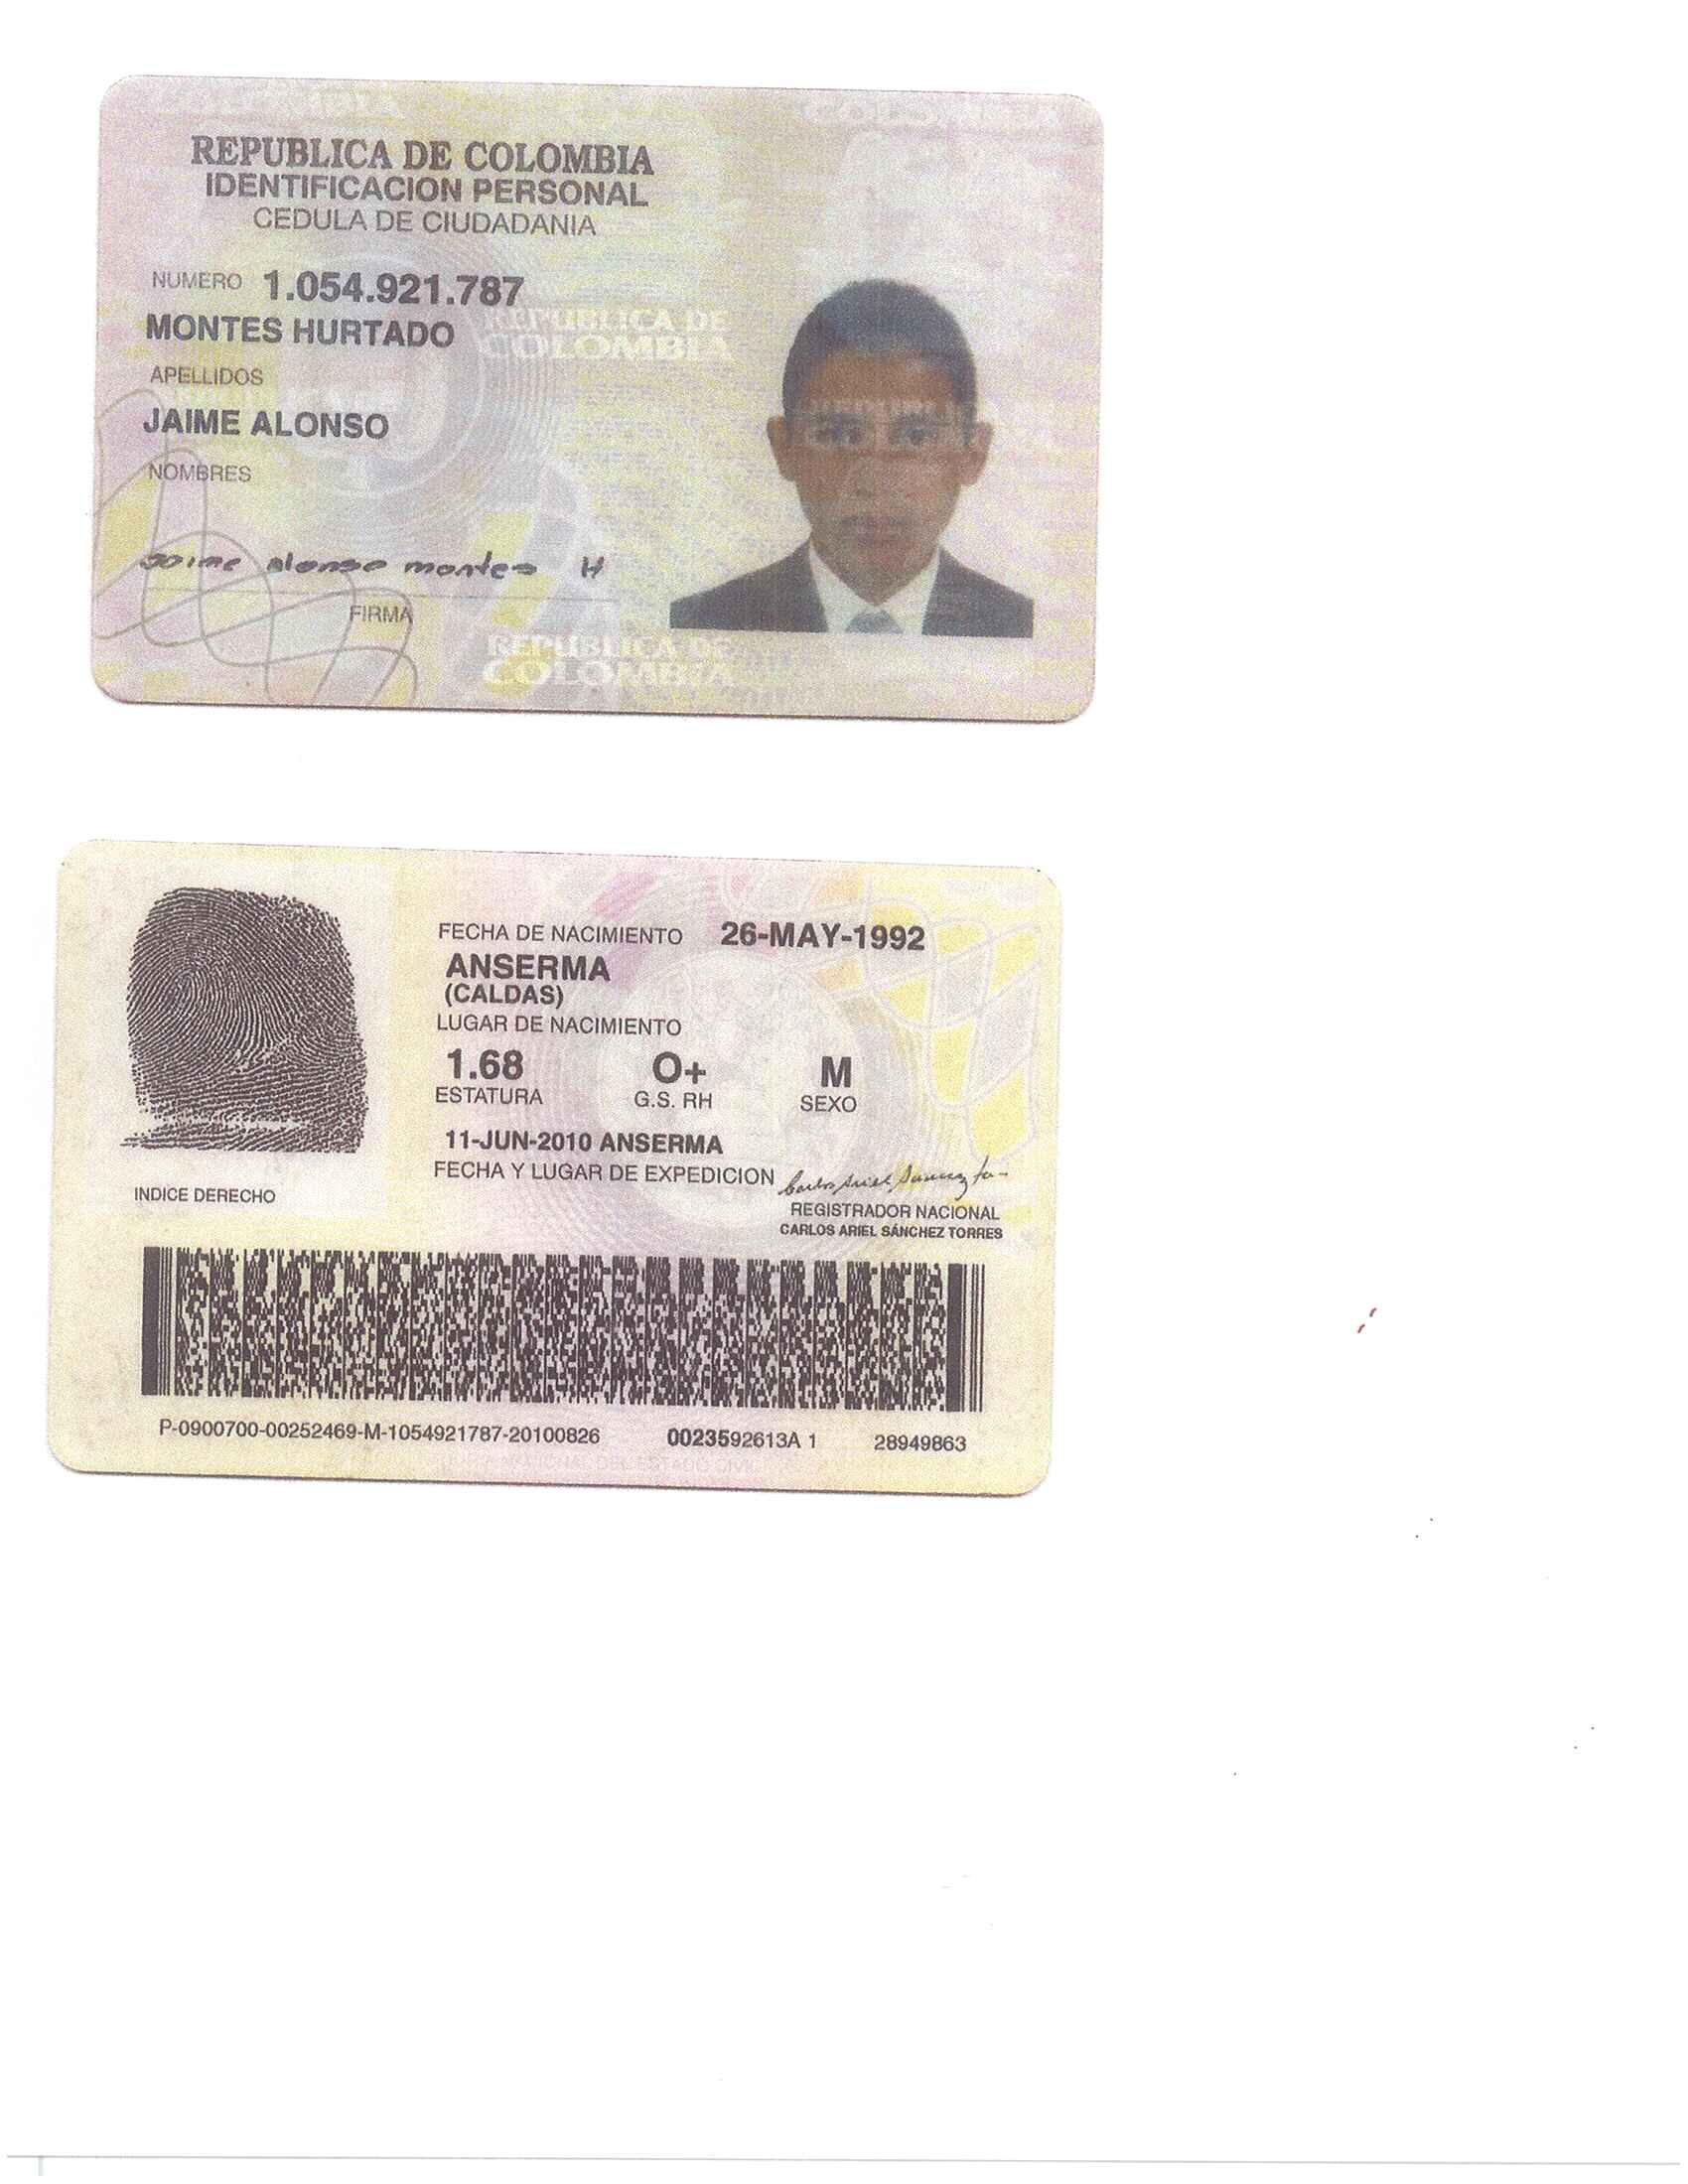 REPUBLICA DE COLOMBIA
IDENTIFICACION PERSONAL
CEDULA DE CIUDADANIA
NUMERO 1.054.921.787
MONTES HURTADO
APELLIDOS
JAIME ALONSO
NOMBRES
Jaime alonso montes H
FIRMA
REPUBLICA DE
COLOMBIA
REPUBLICA DE
COLOMBIA
COLOMBIA
FECHA DE NACIMIENTO 26-MAY-1992
ANSERMA
(CALDAS)
LUGAR DE NACIMIENTO
1.68 O+ M
ESTATURA G.S. RH SEXO
11-JUN-2010 ANSERMA
FECHA Y LUGAR DE EXPEDICION
INDICE DERECHO
REGISTRADOR NACIONAL
CARLOS ARIEL SÁNCHEZ TORRES
P-0900700-00252469-M-1054921787-20100826 0023592613A 1 28949863